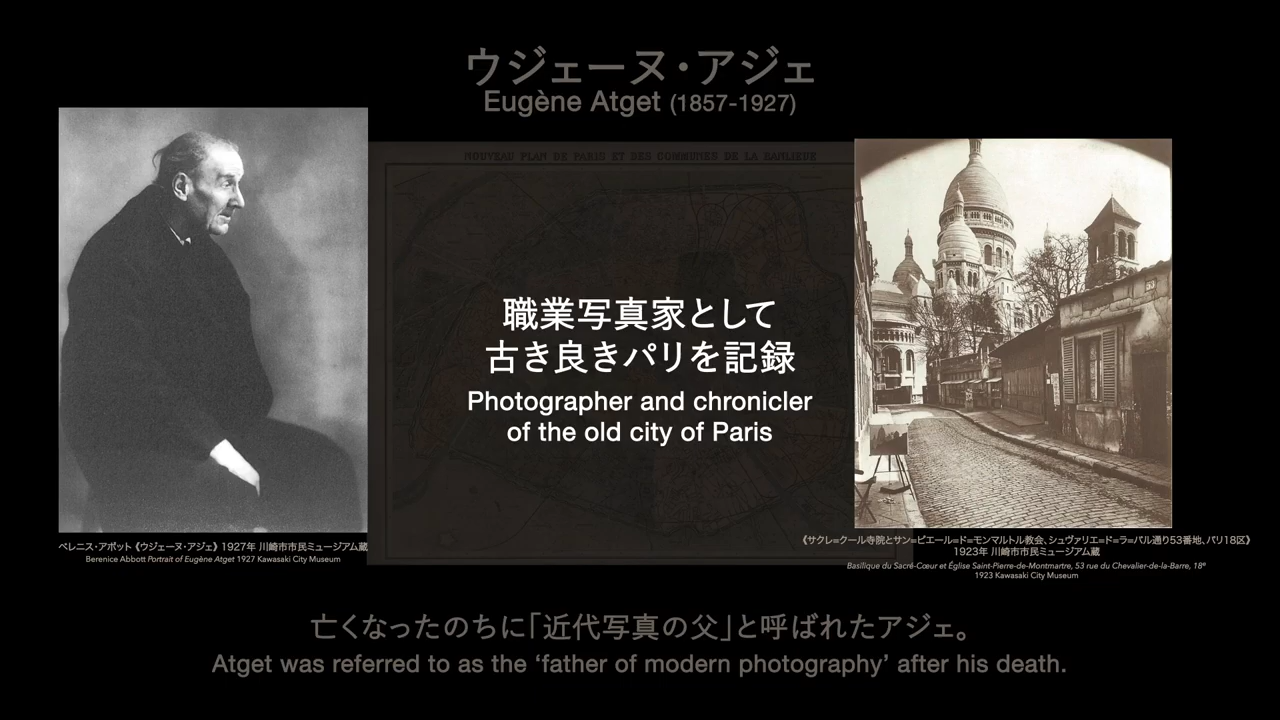 ウジェーヌ・アジェ
Eugène Atget (1857-1927)
NOUVEAU PLAN DE PARIS ET DES COMMUNES DE LA BANLIEUE
職業写真家として
古き良きパリを記録
Photographer and chronicler
of the old city of Paris
53
ベレニス・アボット《ウジェーヌ・アジェ》1927年 川崎市市民ミュージアム蔵
Berenice Abbott Portrait of Eugène Atget 1927 Kawasaki City Museum
《サクレ=クール寺院とサン=ピエール=ド=モンマルトル教会、シュヴァリエ=ド=ラ=バル通り53番地、パリ18区》
1923年 川崎市市民ミュージアム蔵
Basilique du Sacré-Cœur et Église Saint-Pierre-de-Montmartre, 53 rue du Chevalier-de-la-Barre, 18e
1923 Kawasaki City Museum
亡くなったのちに「近代写真の父」と呼ばれたアジェ。
Atget was referred to as the ‘father of modern photography’ after his death.